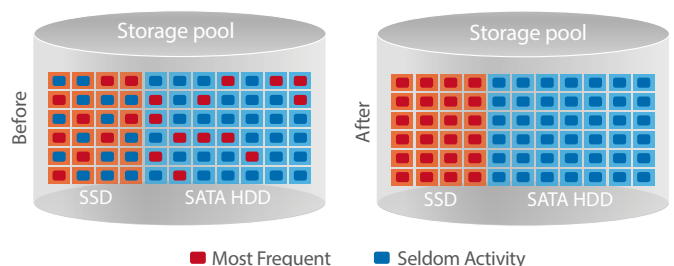 Storage pool
Before
SSD
SATA HDD
Storage pool
After
SSD
SATA HDD
Most Frequent
Seldom Activity